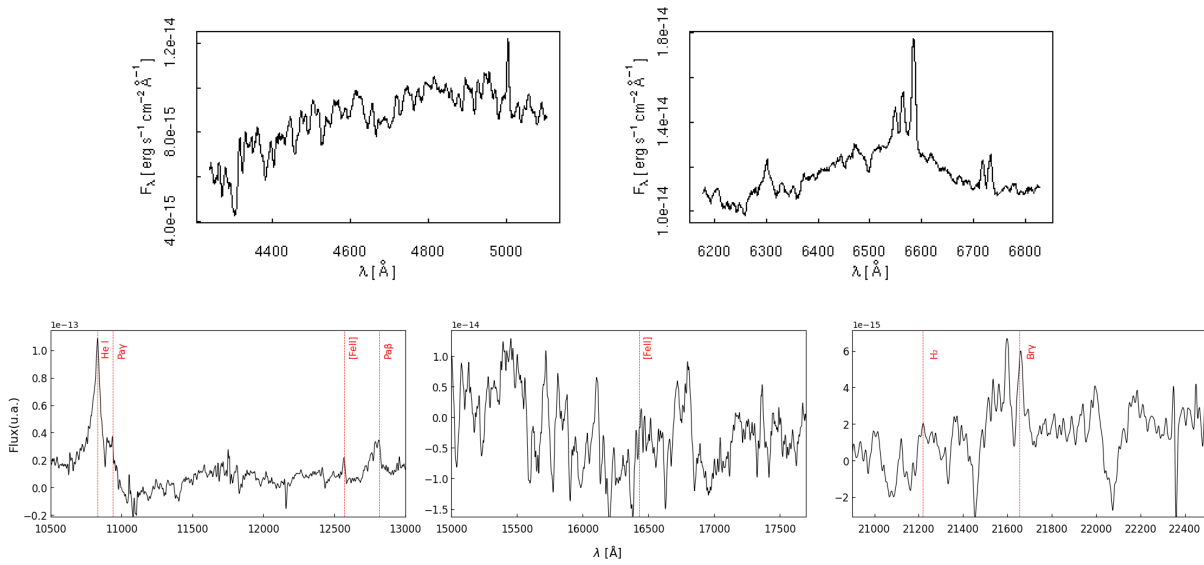 1.2e-14
8.0e-15
4.0e-15
F_λ [ erg s⁻¹ cm⁻² Å⁻¹ ]
4400 4600 4800 5000
λ [ Å ]
1.8e-14
1.4e-14
1.0e-14
F_λ [ erg s⁻¹ cm⁻² Å⁻¹ ]
6200 6300 6400 6500 6600 6700 6800
λ [ Å ]
1e-13
1.0
0.8
0.6
0.4
0.2
0.0
-0.2
Flux(u.a.)
He I
Paγ
[FeII]
Paβ
10500 11000 11500 12000 12500 13000
1e-14
1.0
0.5
0.0
-0.5
-1.0
-1.5
[FeII]
15000 15500 16000 16500 17000 17500
λ [Å]
1e-15
6
4
2
0
−2
H₂
Brγ
21000 21200 21400 21600 21800 22000 22200 22400